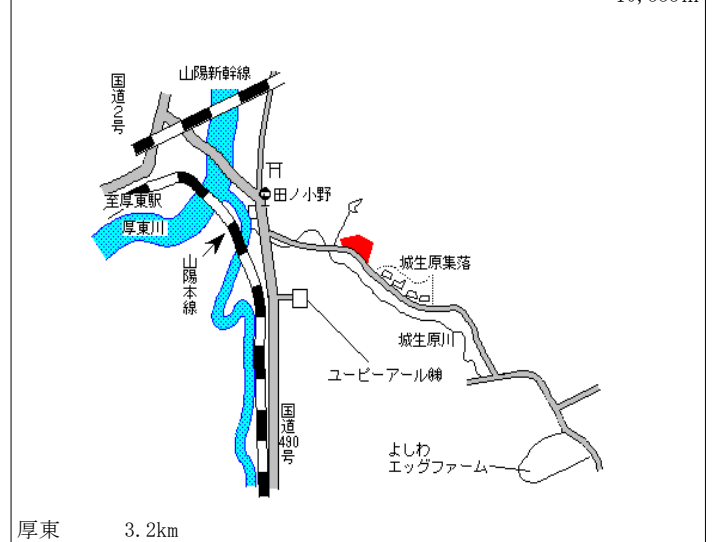 山陽新幹線
国道2号
田ノ小野
至厚東駅
厚東川
山陽本線
城生原集落
城生原川
ユーピーアール㈱
国道490号
よしわ
エッグファーム
厚東 3.2km